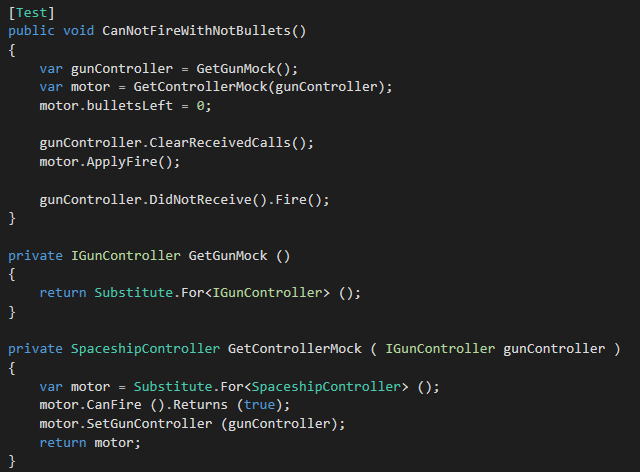 [Test]
public void CanNotFireWithNotBullets()
{
    var gunController = GetGunMock();
    var motor = GetControllerMock(gunController);
    motor.bulletsLeft = 0;

    gunController.ClearReceivedCalls();
    motor.ApplyFire();

    gunController.DidNotReceive().Fire();
}

private IGunController GetGunMock ()
{
    return Substitute.For<IGunController> ();
}

private SpaceshipController GetControllerMock ( IGunController gunController )
{
    var motor = Substitute.For<SpaceshipController> ();
    motor.CanFire ().Returns (true);
    motor.SetGunController (gunController);
    return motor;
}